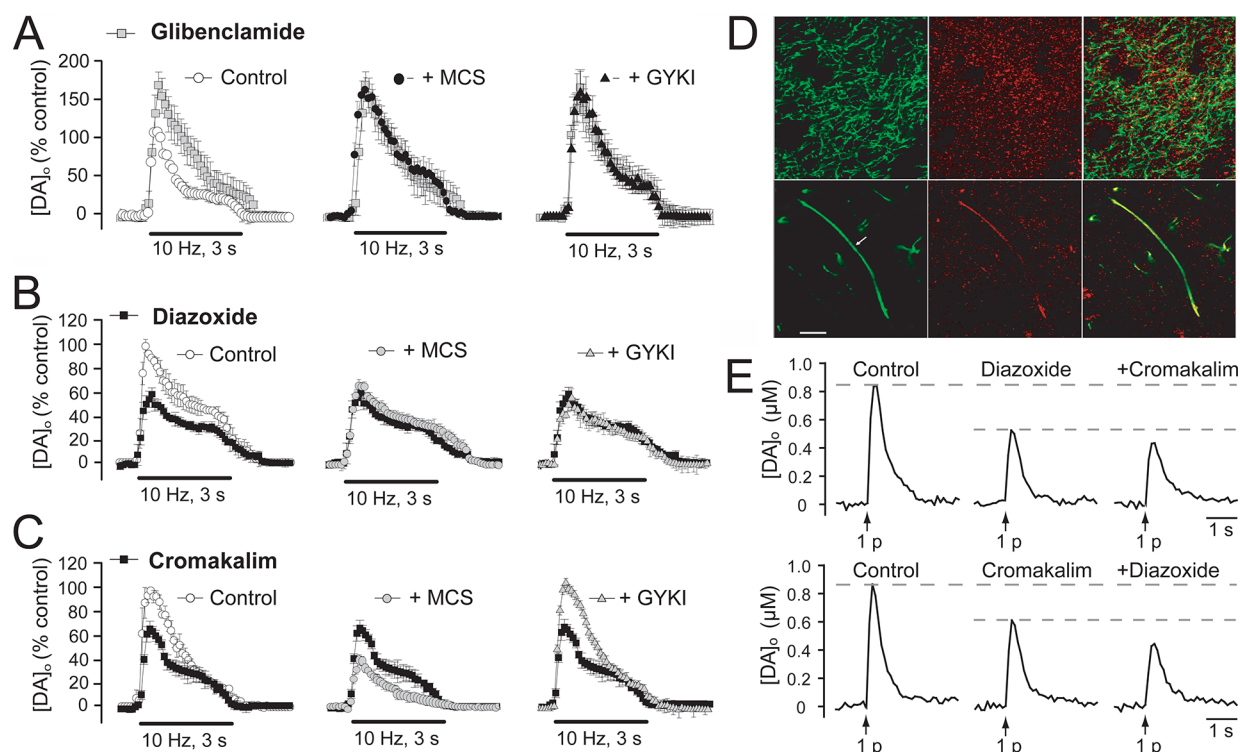 A
Glibenclamide
200
150
100
50
0
[DA]ₒ (% control)
Control
+ MCS
+ GYKI
10 Hz, 3 s
10 Hz, 3 s
10 Hz, 3 s
B
Diazoxide
120
100
80
60
40
20
0
[DA]ₒ (% control)
Control
+ MCS
+ GYKI
10 Hz, 3 s
10 Hz, 3 s
10 Hz, 3 s
C
Cromakalim
120
100
80
60
40
20
0
[DA]ₒ (% control)
Control
+ MCS
+ GYKI
10 Hz, 3 s
10 Hz, 3 s
10 Hz, 3 s
D
E
Control
Diazoxide
+Cromakalim
1.0
0.8
0.6
0.4
0.2
0
[DA]ₒ (µM)
1 p
1 p
1 p
1 s
Control
Cromakalim
+Diazoxide
1.0
0.8
0.6
0.4
0.2
0
[DA]ₒ (µM)
1 p
1 p
1 p
1 s